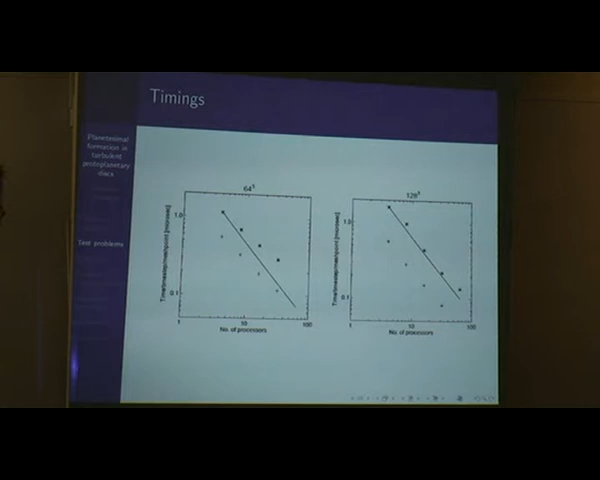 Timings
Planetesimal
formation in
turbulent
protoplanetary
discs
Test problems
64³
Time/timestep/meshpoint [microsec]
1.0
0.1
1
10
100
No. of processors
128³
Time/timestep/meshpoint [microsec]
1.0
0.1
1
10
100
No. of processors